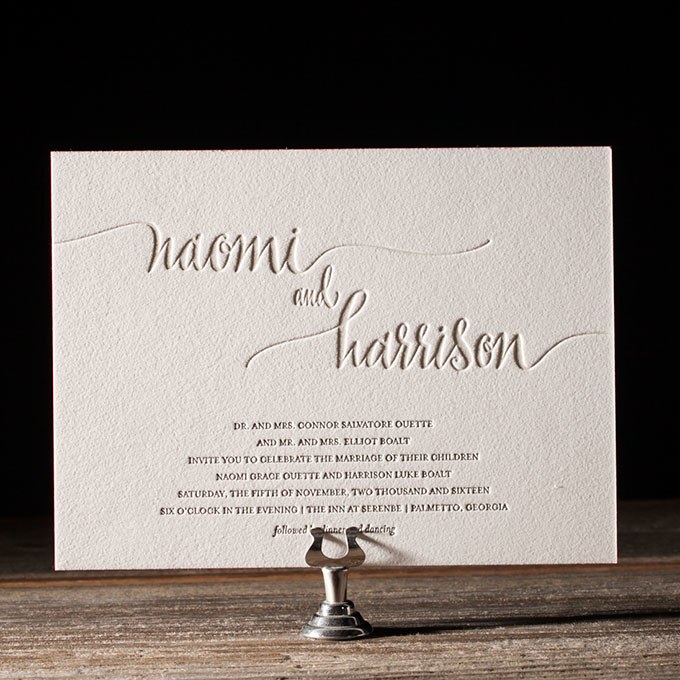 naomi
and
harrison
DR. AND MRS. CONNOR SALVATORE OUETTE
AND MR. AND MRS. ELLIOT BOALT
INVITE YOU TO CELEBRATE THE MARRIAGE OF THEIR CHILDREN
NAOMI GRACE OUETTE AND HARRISON LUKE BOALT
SATURDAY, THE FIFTH OF NOVEMBER, TWO THOUSAND AND SIXTEEN
SIX O'CLOCK IN THE EVENING | THE INN AT SERENBE | PALMETTO, GEORGIA
followed dinner dancing